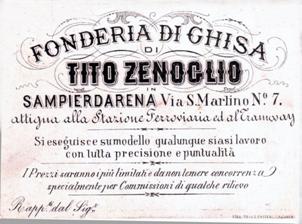 FONDERIA DI GHISA
DI
TITO ZENOGLIO
IN
SAMPIERDARENA Via S. Martino Nº 7.
attigua alla Stazione Ferroviaria ed al Tramway
Si eseguisce su modello qualunque siasi lavoro
con tutta precisione e puntualità
I Prezzi saranno i più limitati e da non temere concorrenza
specialmente per Commissioni di qualche rilievo
Rapp.to dal Sig.r